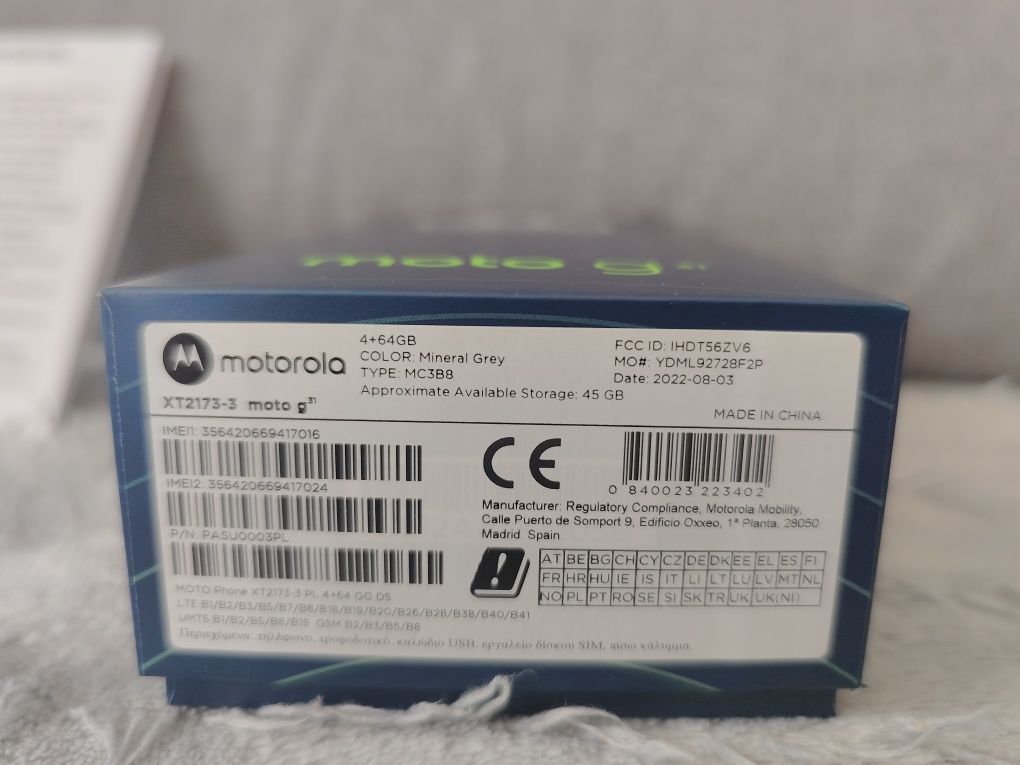 moto g³¹
motorola
4+64GB
COLOR: Mineral Grey
TYPE: MC3B8
Approximate Available Storage: 45 GB
FCC ID: IHDT56ZV6
MO#: YDML92728F2P
Date: 2022-08-03
XT2173-3 moto g³¹
MADE IN CHINA
IMEI1: 356420669417016
IMEI2: 356420669417024
P/N: PASU0003PL
CE
0 840023 223402
Manufacturer: Regulatory Compliance, Motorola Mobility,
Calle Puerto de Somport 9, Edificio Oxxeo, 1ª Planta, 28050
Madrid. Spain
AT BE BG CH CY CZ DE DK EE EL ES FI
FR HR HU IE IS IT LI LT LU LV MT NL
NO PL PT RO SE SI SK TR UK UK(NI)
MOTO Phone XT2173-3 PL 4+64 GG DS
LTE:B1/B2/B3/B5/B7/B8/B18/B19/B20/B26/B28/B38/B40/B41
UMTS:B1/B2/B5/B8/B19 GSM:B2/B3/B5/B8
Περιεχόμενα: τηλέφωνο, τροφοδοτικό, καλώδιο USB, εργαλείο δίσκου SIM, πίσω κάλυμμα.